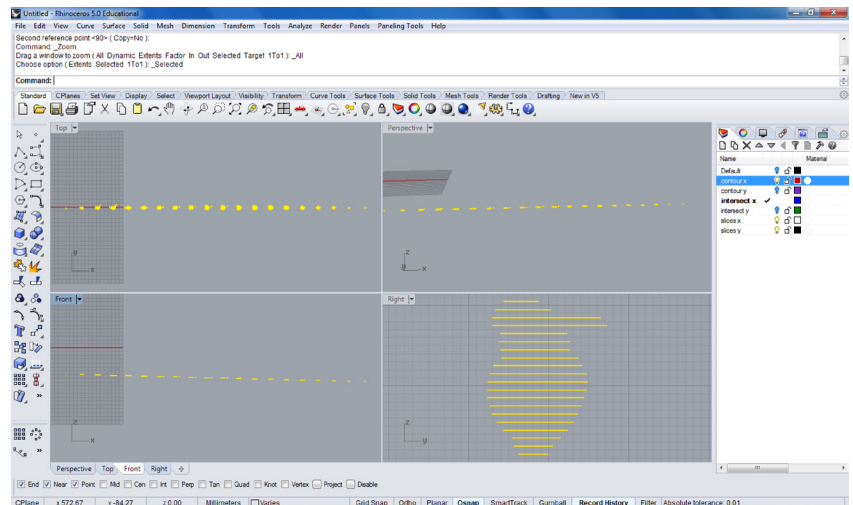 Untitled - Rhinoceros 5.0 Educational
File Edit View Curve Surface Solid Mesh Dimension Transform Tools Analyze Render Panels Paneling Tools Help
Second reference point <90> ( Copy=No ):
Command: _Zoom
Drag a window to zoom ( All Dynamic Extents Factor In Out Selected Target 1To1 ): _All
Choose option ( Extents Selected 1To1 ): _Selected
Command:
Standard CPlanes Set View Display Select Viewport Layout Visibility Transform Curve Tools Surface Tools Solid Tools Mesh Tools Render Tools Drafting New in V5
Top
Perspective
Name Material
Default
contour x
contour y
intersect x
intersect y
slices x
slices y
y
x
z
y x
Front
Right
z
x
z
y
Perspective Top Front Right
End Near Point Mid Cen Int Perp Tan Quad Knot Vertex Project Disable
CPlane x 572.67 y -84.27 z 0.00 Millimeters Varies Grid Snap Ortho Planar Osnap SmartTrack Gumball Record History Filter Absolute tolerance: 0.01